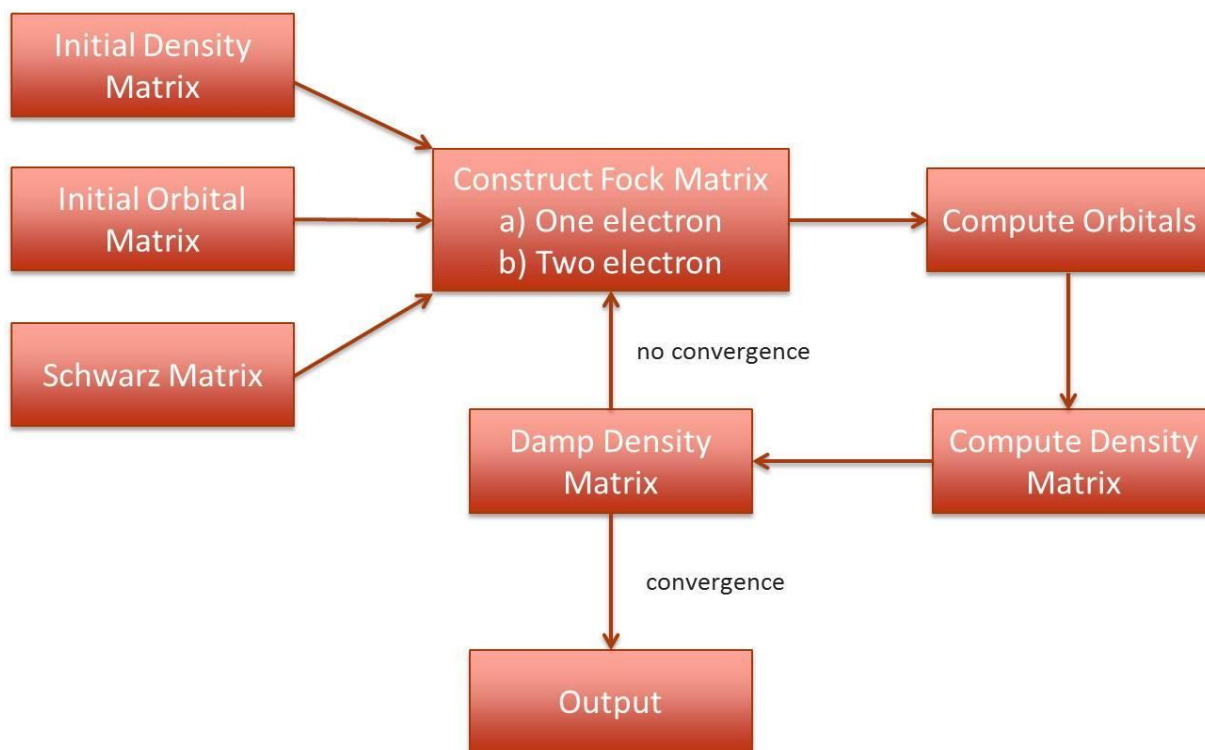 Initial Density
Matrix
Initial Orbital
Matrix
Schwarz Matrix
Construct Fock Matrix
a) One electron
b) Two electron
Compute Orbitals
no convergence
Damp Density
Matrix
Compute Density
Matrix
convergence
Output